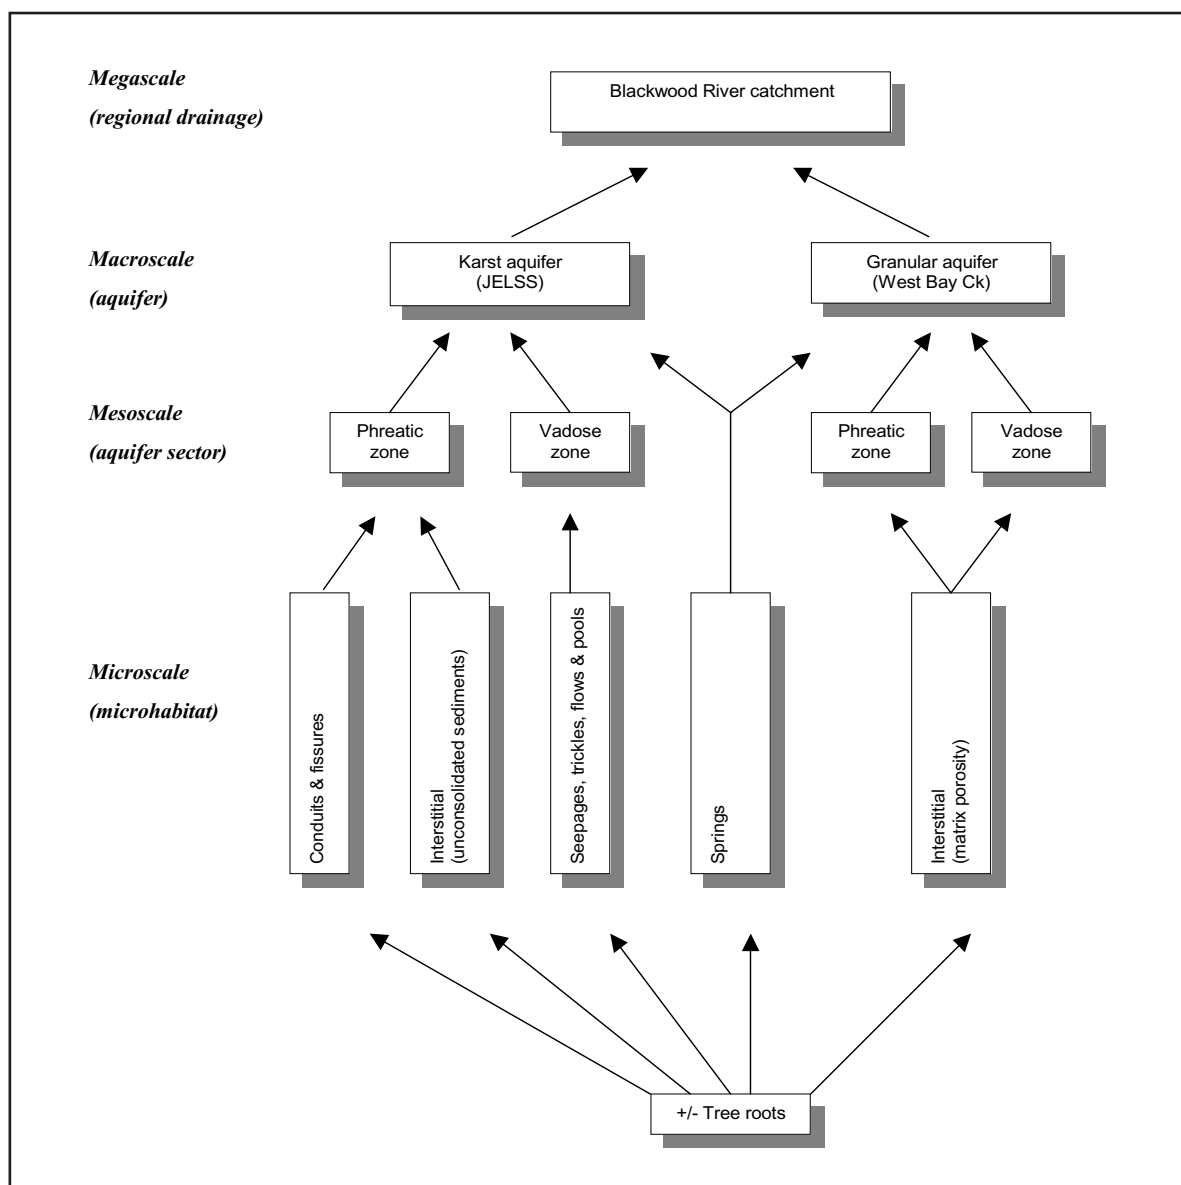 Megascale
(regional drainage)
Blackwood River catchment
Macroscale
(aquifer)
Karst aquifer
(JELSS)
Granular aquifer
(West Bay Ck)
Mesoscale
(aquifer sector)
Phreatic
zone
Vadose
zone
Phreatic
zone
Vadose
zone
Microscale
(microhabitat)
Conduits & fissures
Interstitial
(unconsolidated sediments)
Seepages, trickles, flows & pools
Springs
Interstitial
(matrix porosity)
+/- Tree roots